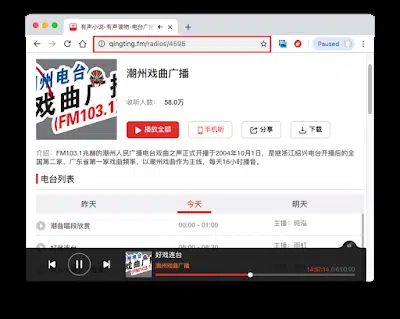 有声小说-有声读物-电台广
qingting.fm/radios/4596
Paused
潮州电台
戏曲广播
(FM103.1)
潮州戏曲广播
收听人数： 58.0万
播放全部
手机听
分享
下载
介绍：FM103.1兆赫的潮州人民广播电台戏曲之声正式开播于2004年10月1日，是继浙江绍兴电台开播后的全
国第二家、广东省第一家戏曲频率，以潮州戏曲作为主线，每天16小时播音。
电台列表
昨天
今天
明天
潮曲唱段欣赏
00:00 - 01:00
主播：纯泓
好戏连台
08:00 - 08:30
主播：
好戏连台
潮州戏曲广播
14:57:14 /16:00:00